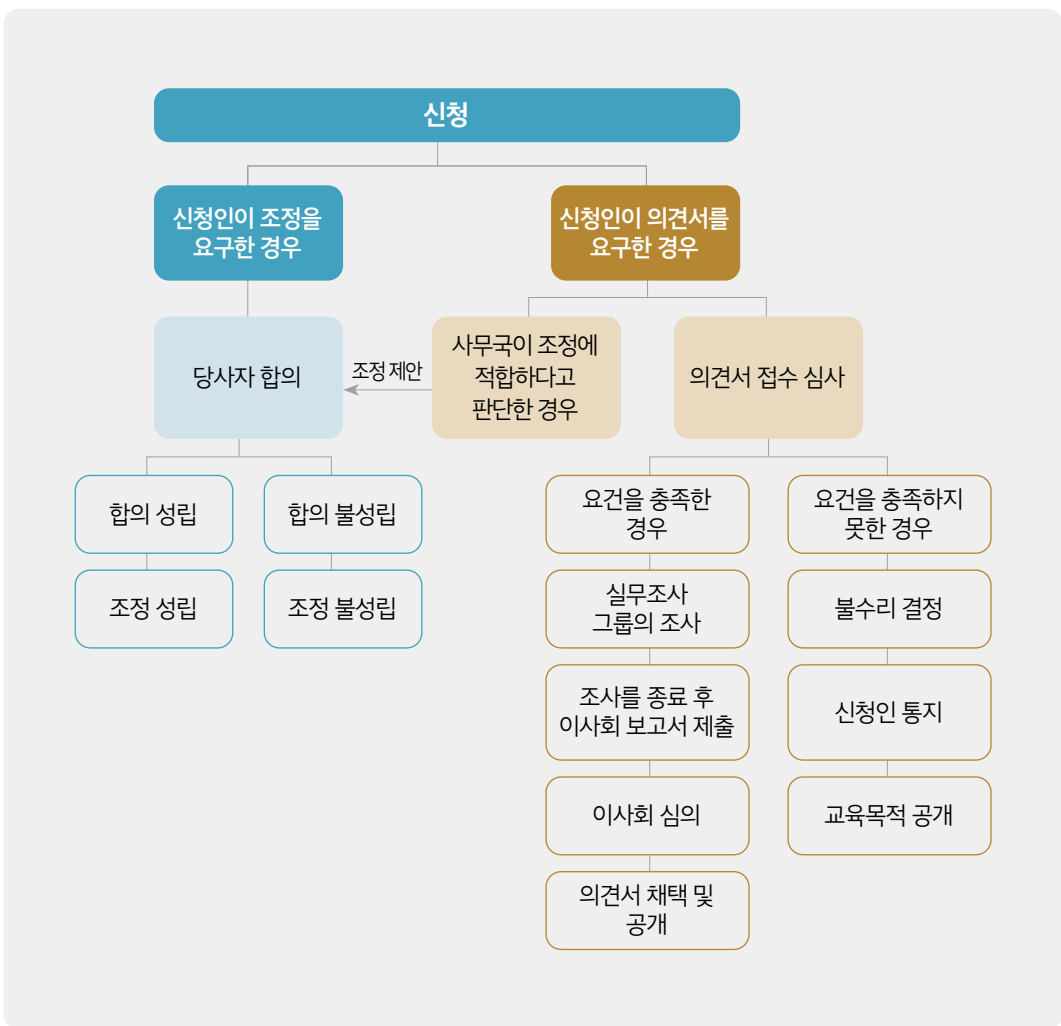 신청
신청인이 조정을
요구한 경우
신청인이 의견서를
요구한 경우
당사자 합의
조정 제안
사무국이 조정에
적합하다고
판단한 경우
의견서 접수 심사
합의 성립
합의 불성립
요건을 충족한
경우
요건을 충족하지
못한 경우
조정 성립
조정 불성립
실무조사
그룹의 조사
불수리 결정
조사를 종료 후
이사회 보고서 제출
신청인 통지
이사회 심의
교육목적 공개
의견서 채택 및
공개